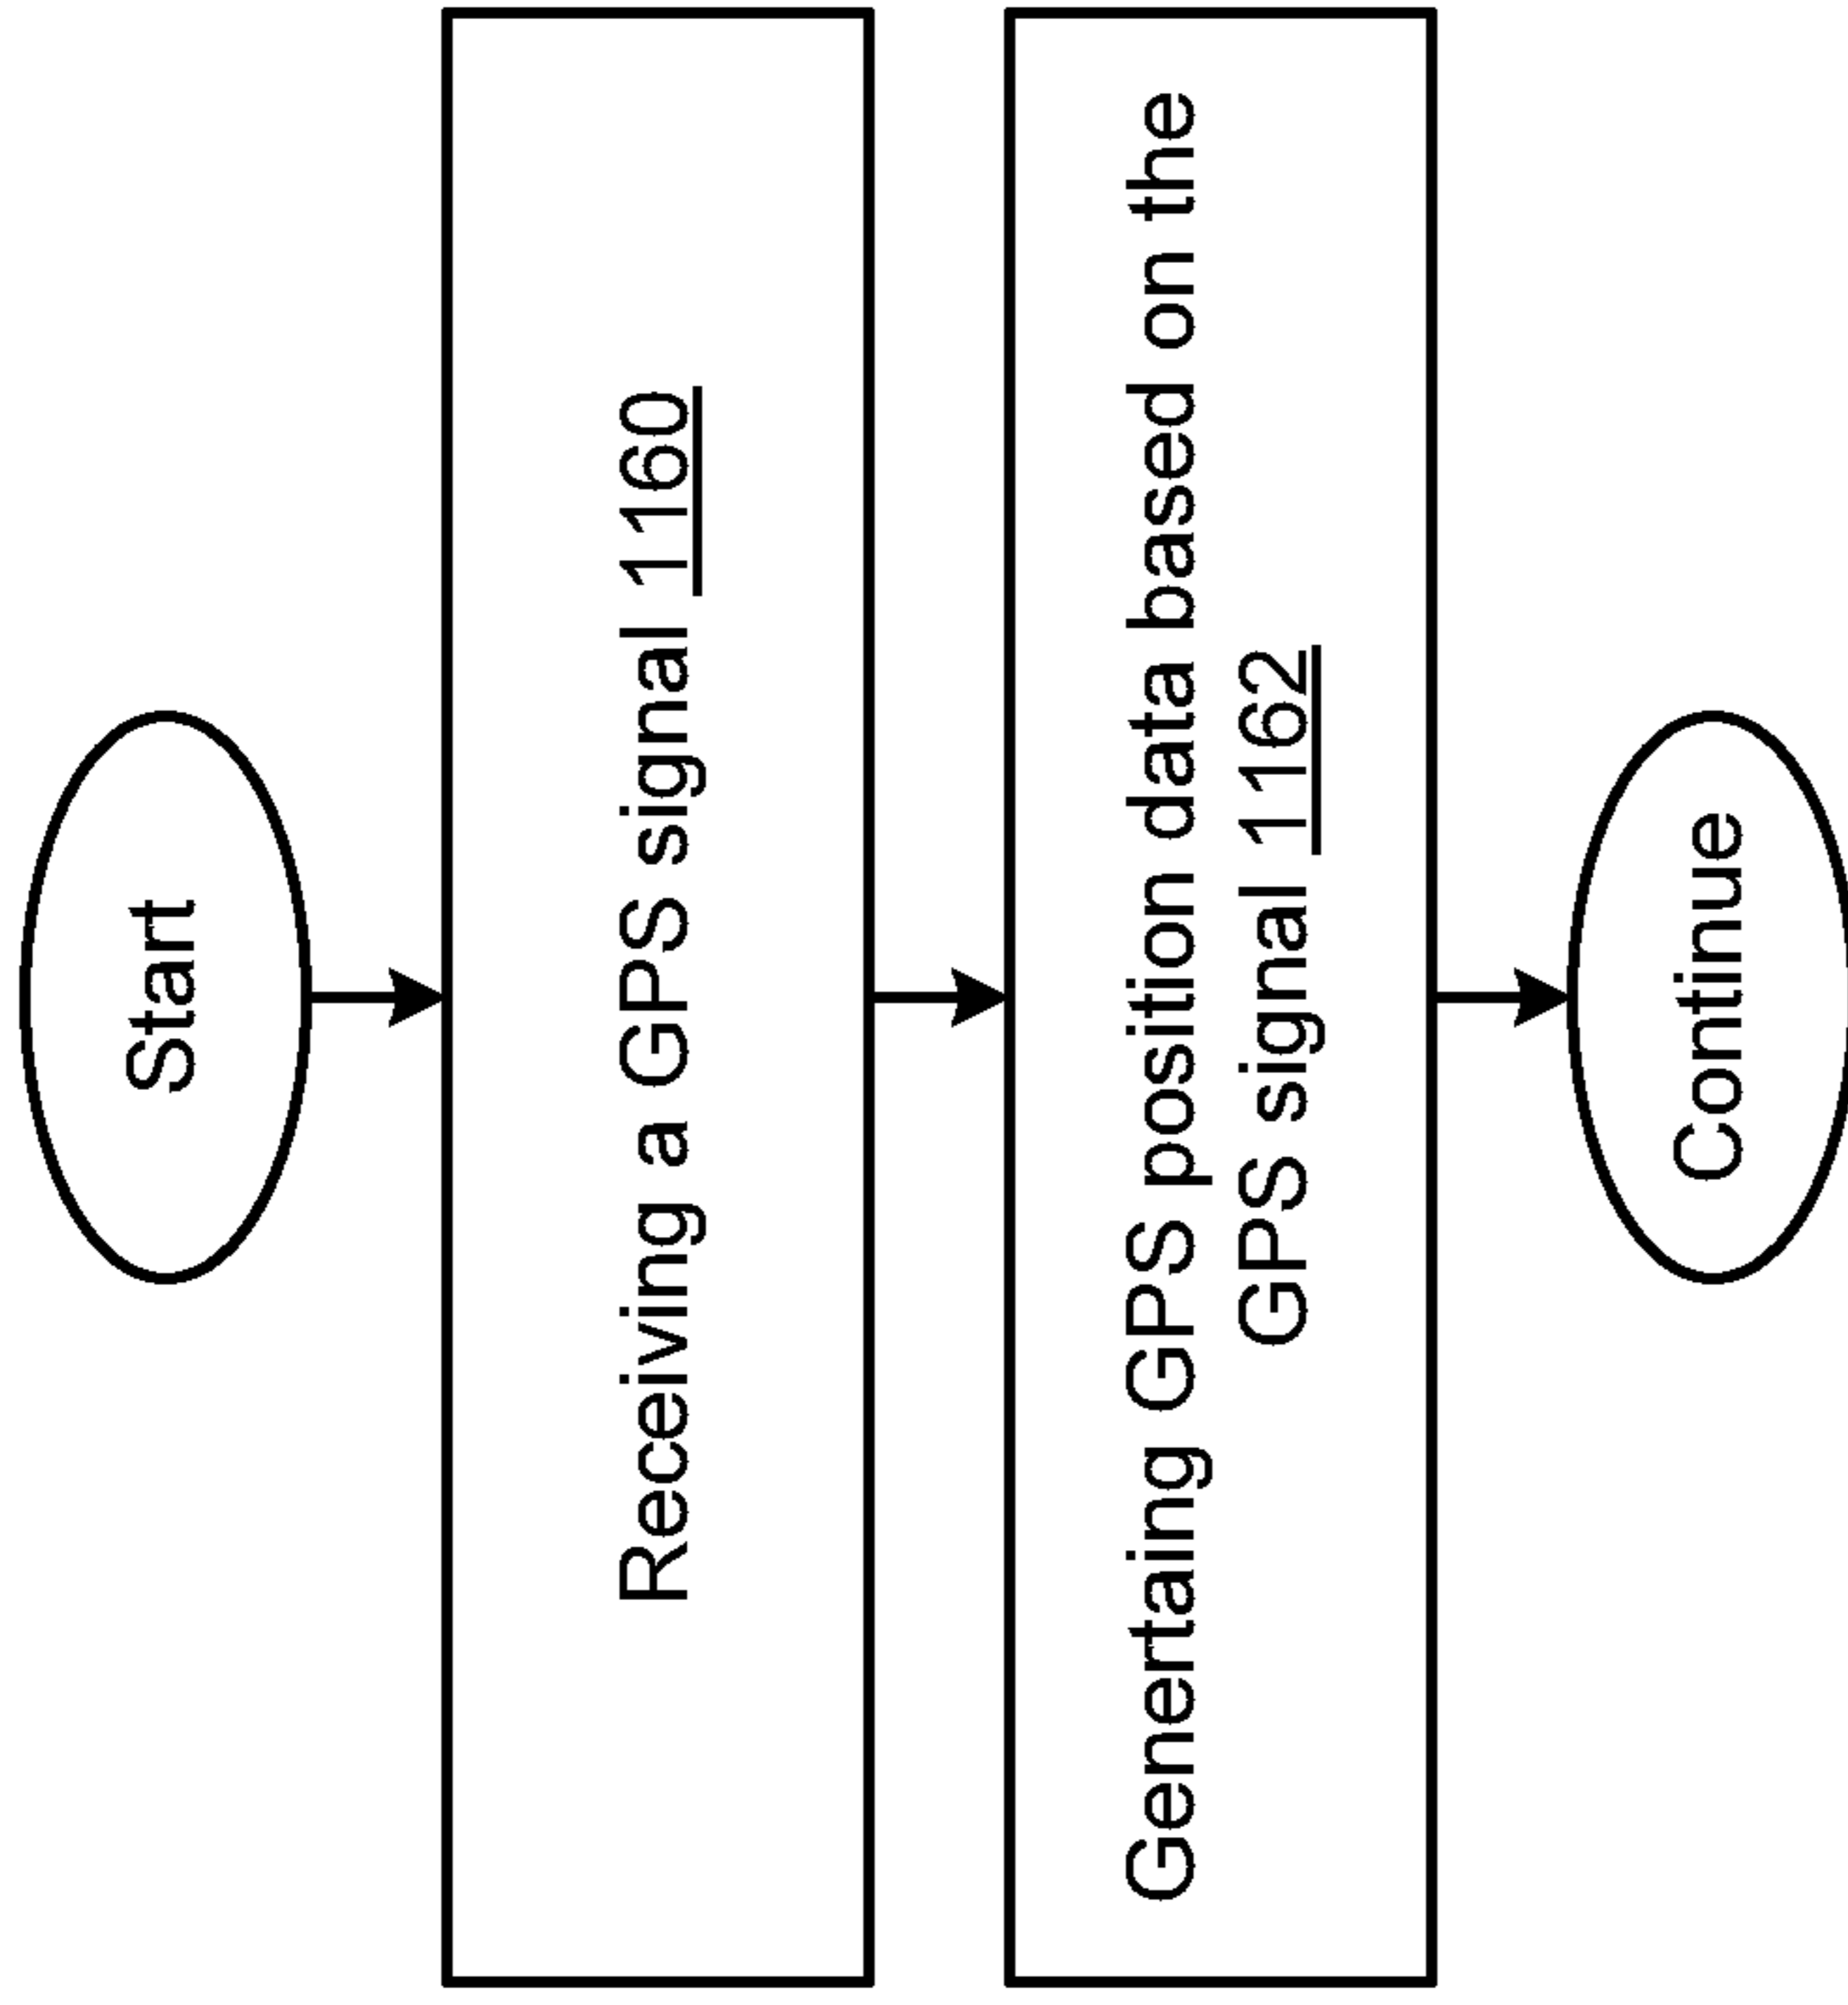 Start
Receiving a GPS signal 1160
Genertaing GPS position data based on the
GPS signal 1162
Continue